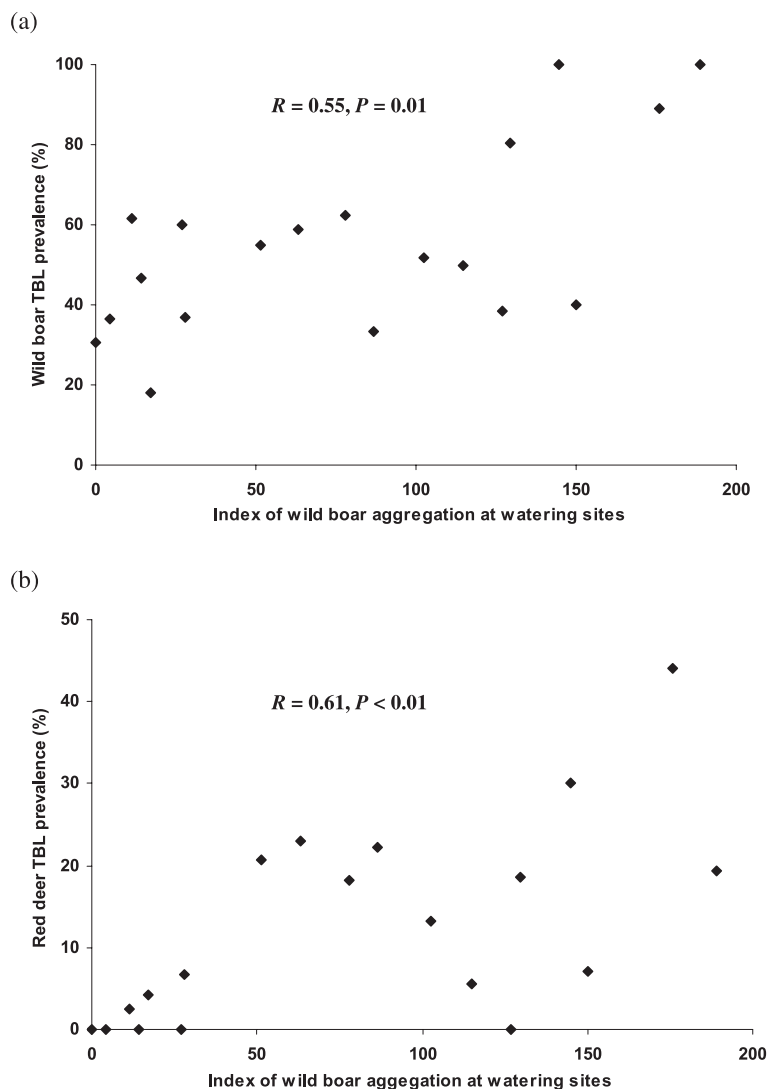 (a)
100
80
60
40
20
0
Wild boar TBL prevalence (%)
R = 0.55, P = 0.01
0 50 100 150 200
Index of wild boar aggregation at watering sites
(b)
50
40
30
20
10
0
Red deer TBL prevalence (%)
R = 0.61, P < 0.01
0 50 100 150 200
Index of wild boar aggegation at watering sites